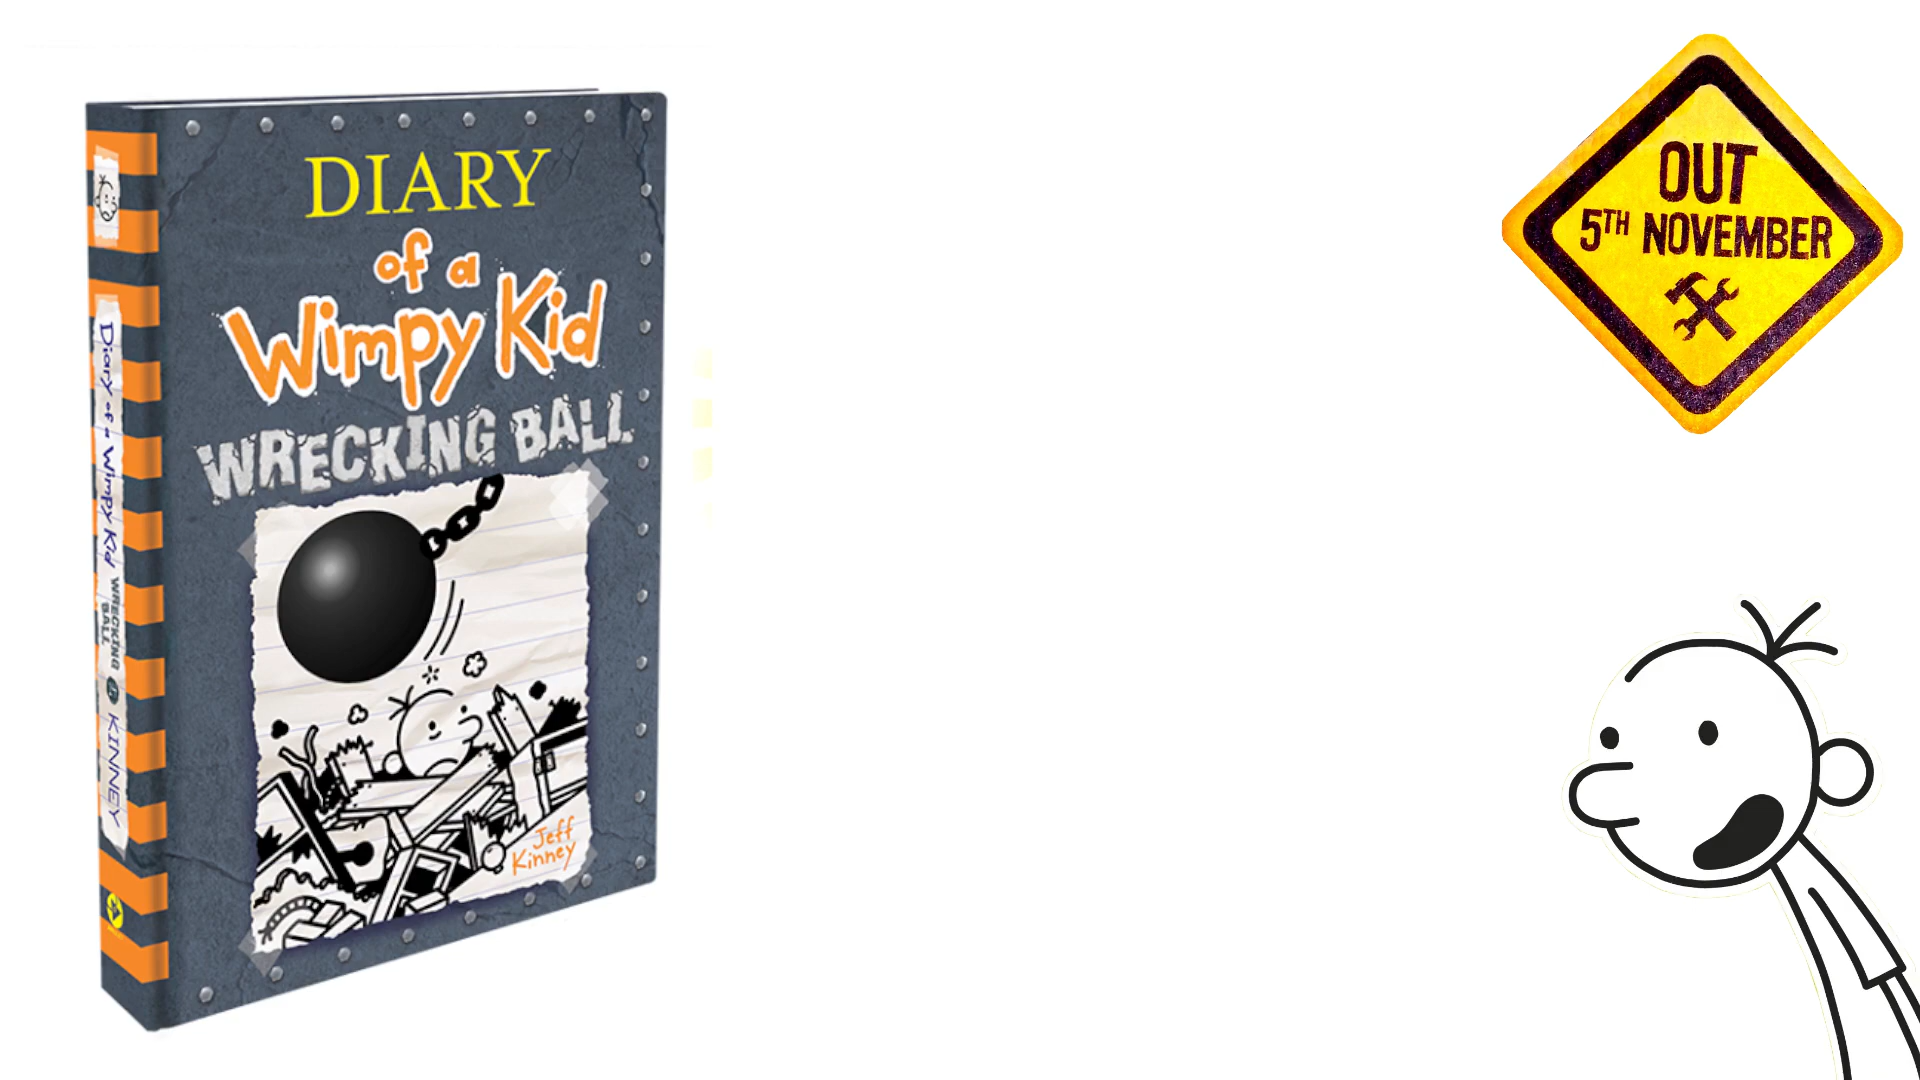 DIARY
of a
Wimpy Kid
WRECKING BALL
Jeff
Kinney
Diary of a Wimpy Kid
WRECKING
BALL
KINNEY
OUT
5TH NOVEMBER